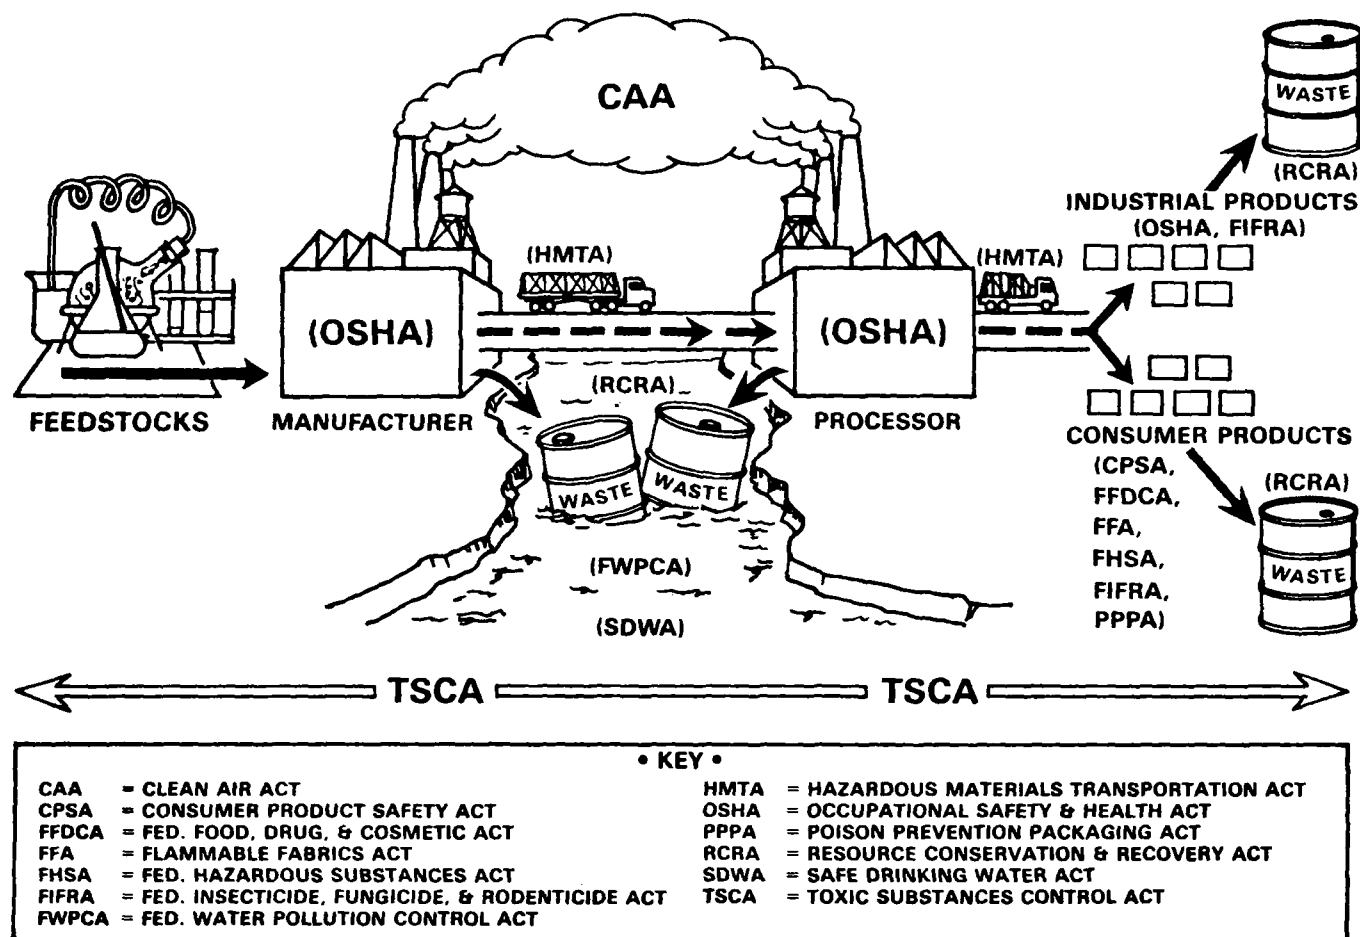 CAA
WASTE
(RCRA)
INDUSTRIAL PRODUCTS
(OSHA, FIFRA)
(HMTA)
(HMTA)
(OSHA)
(OSHA)
FEEDSTOCKS
MANUFACTURER
(RCRA)
PROCESSOR
WASTE
WASTE
CONSUMER PRODUCTS
(CPSA,
FFDCA,
FFA,
FHSA,
FIFRA,
PPPA)
(RCRA)
WASTE
(FWPCA)
(SDWA)
TSCA TSCA
• KEY •
CAA = CLEAN AIR ACT
CPSA = CONSUMER PRODUCT SAFETY ACT
FFDCA = FED. FOOD, DRUG, & COSMETIC ACT
FFA = FLAMMABLE FABRICS ACT
FHSA = FED. HAZARDOUS SUBSTANCES ACT
FIFRA = FED. INSECTICIDE, FUNGICIDE, & RODENTICIDE ACT
FWPCA = FED. WATER POLLUTION CONTROL ACT
HMTA = HAZARDOUS MATERIALS TRANSPORTATION ACT
OSHA = OCCUPATIONAL SAFETY & HEALTH ACT
PPPA = POISON PREVENTION PACKAGING ACT
RCRA = RESOURCE CONSERVATION & RECOVERY ACT
SDWA = SAFE DRINKING WATER ACT
TSCA = TOXIC SUBSTANCES CONTROL ACT